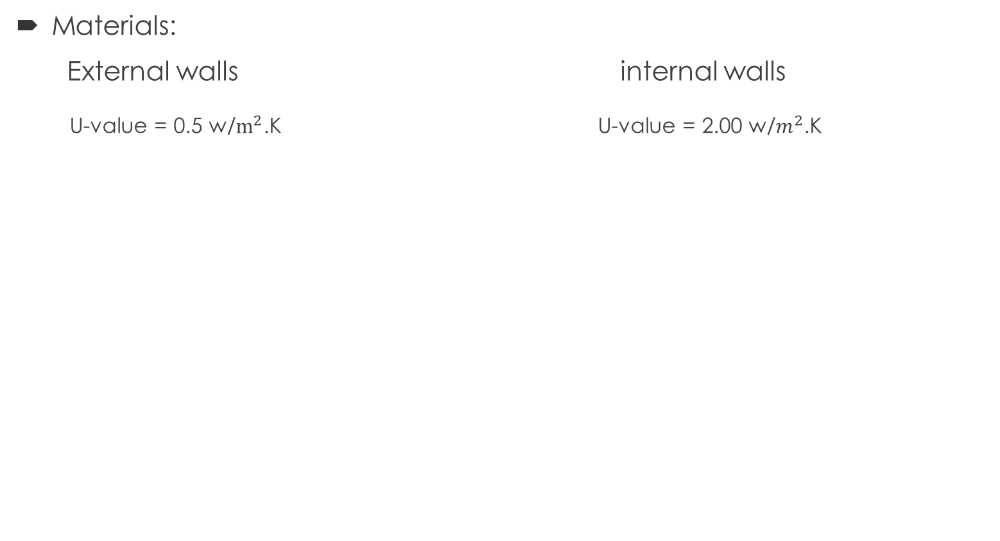 Materials:
External walls
internal walls
U-value = 0.5 w/m².K
U-value = 2.00 w/m².K